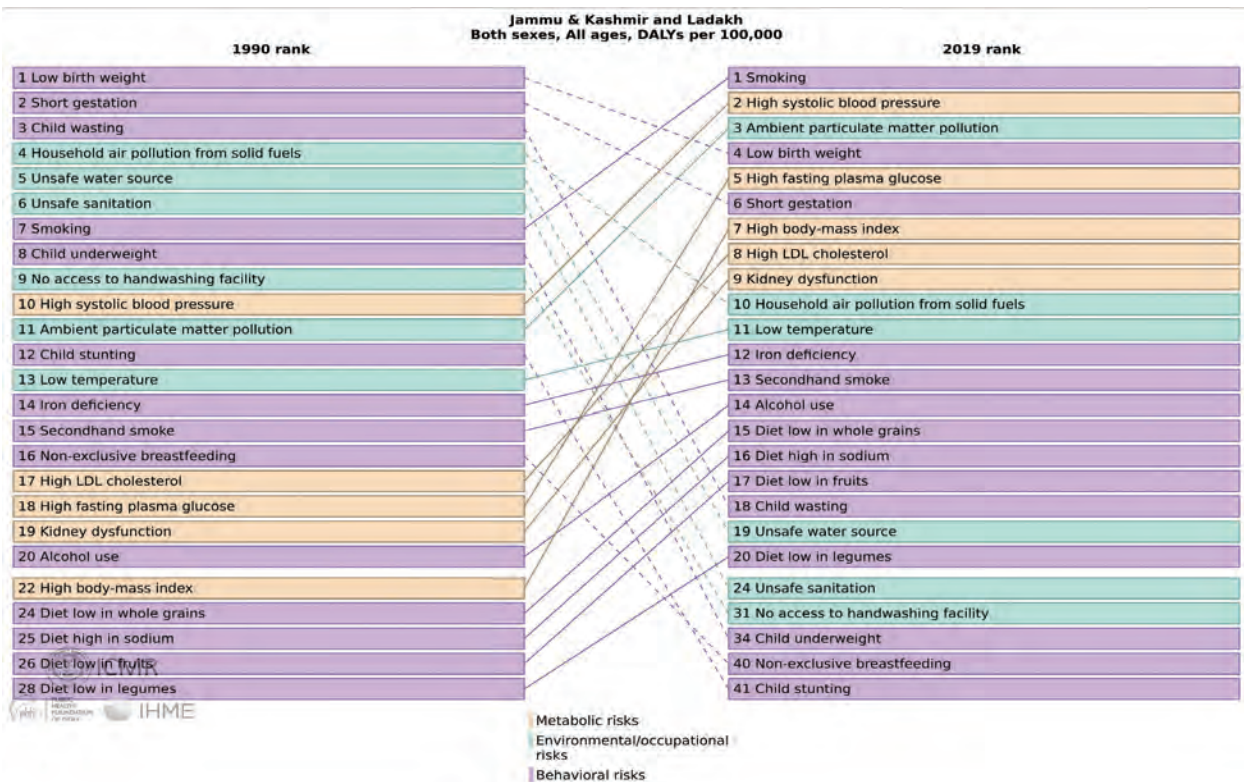 Jammu & Kashmir and Ladakh
Both sexes, All ages, DALYs per 100,000
1990 rank
1 Low birth weight
2 Short gestation
3 Child wasting
4 Household air pollution from solid fuels
5 Unsafe water source
6 Unsafe sanitation
7 Smoking
8 Child underweight
9 No access to handwashing facility
10 High systolic blood pressure
11 Ambient particulate matter pollution
12 Child stunting
13 Low temperature
14 Iron deficiency
15 Secondhand smoke
16 Non-exclusive breastfeeding
17 High LDL cholesterol
18 High fasting plasma glucose
19 Kidney dysfunction
20 Alcohol use
22 High body-mass index
24 Diet low in whole grains
25 Diet high in sodium
26 Diet low in fruits
28 Diet low in legumes
2019 rank
1 Smoking
2 High systolic blood pressure
3 Ambient particulate matter pollution
4 Low birth weight
5 High fasting plasma glucose
6 Short gestation
7 High body-mass index
8 High LDL cholesterol
9 Kidney dysfunction
10 Household air pollution from solid fuels
11 Low temperature
12 Iron deficiency
13 Secondhand smoke
14 Alcohol use
15 Diet low in whole grains
16 Diet high in sodium
17 Diet low in fruits
18 Child wasting
19 Unsafe water source
20 Diet low in legumes
24 Unsafe sanitation
31 No access to handwashing facility
34 Child underweight
40 Non-exclusive breastfeeding
41 Child stunting
ICMR
IHME
Metabolic risks
Environmental/occupational
risks
Behavioral risks